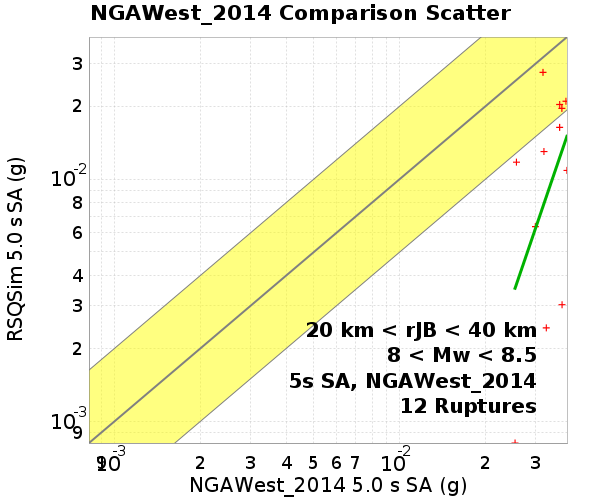 NGAWest_2014 Comparison Scatter
RSQSim 5.0 s SA (g)
3
2
10-2
8
6
4
3
2
10-3
9
20 km < rJB < 40 km
8 < Mw < 8.5
5s SA, NGAWest_2014
12 Ruptures
9 10-3 2 3 4 5 6 7 10-2 2 3
NGAWest_2014 5.0 s SA (g)